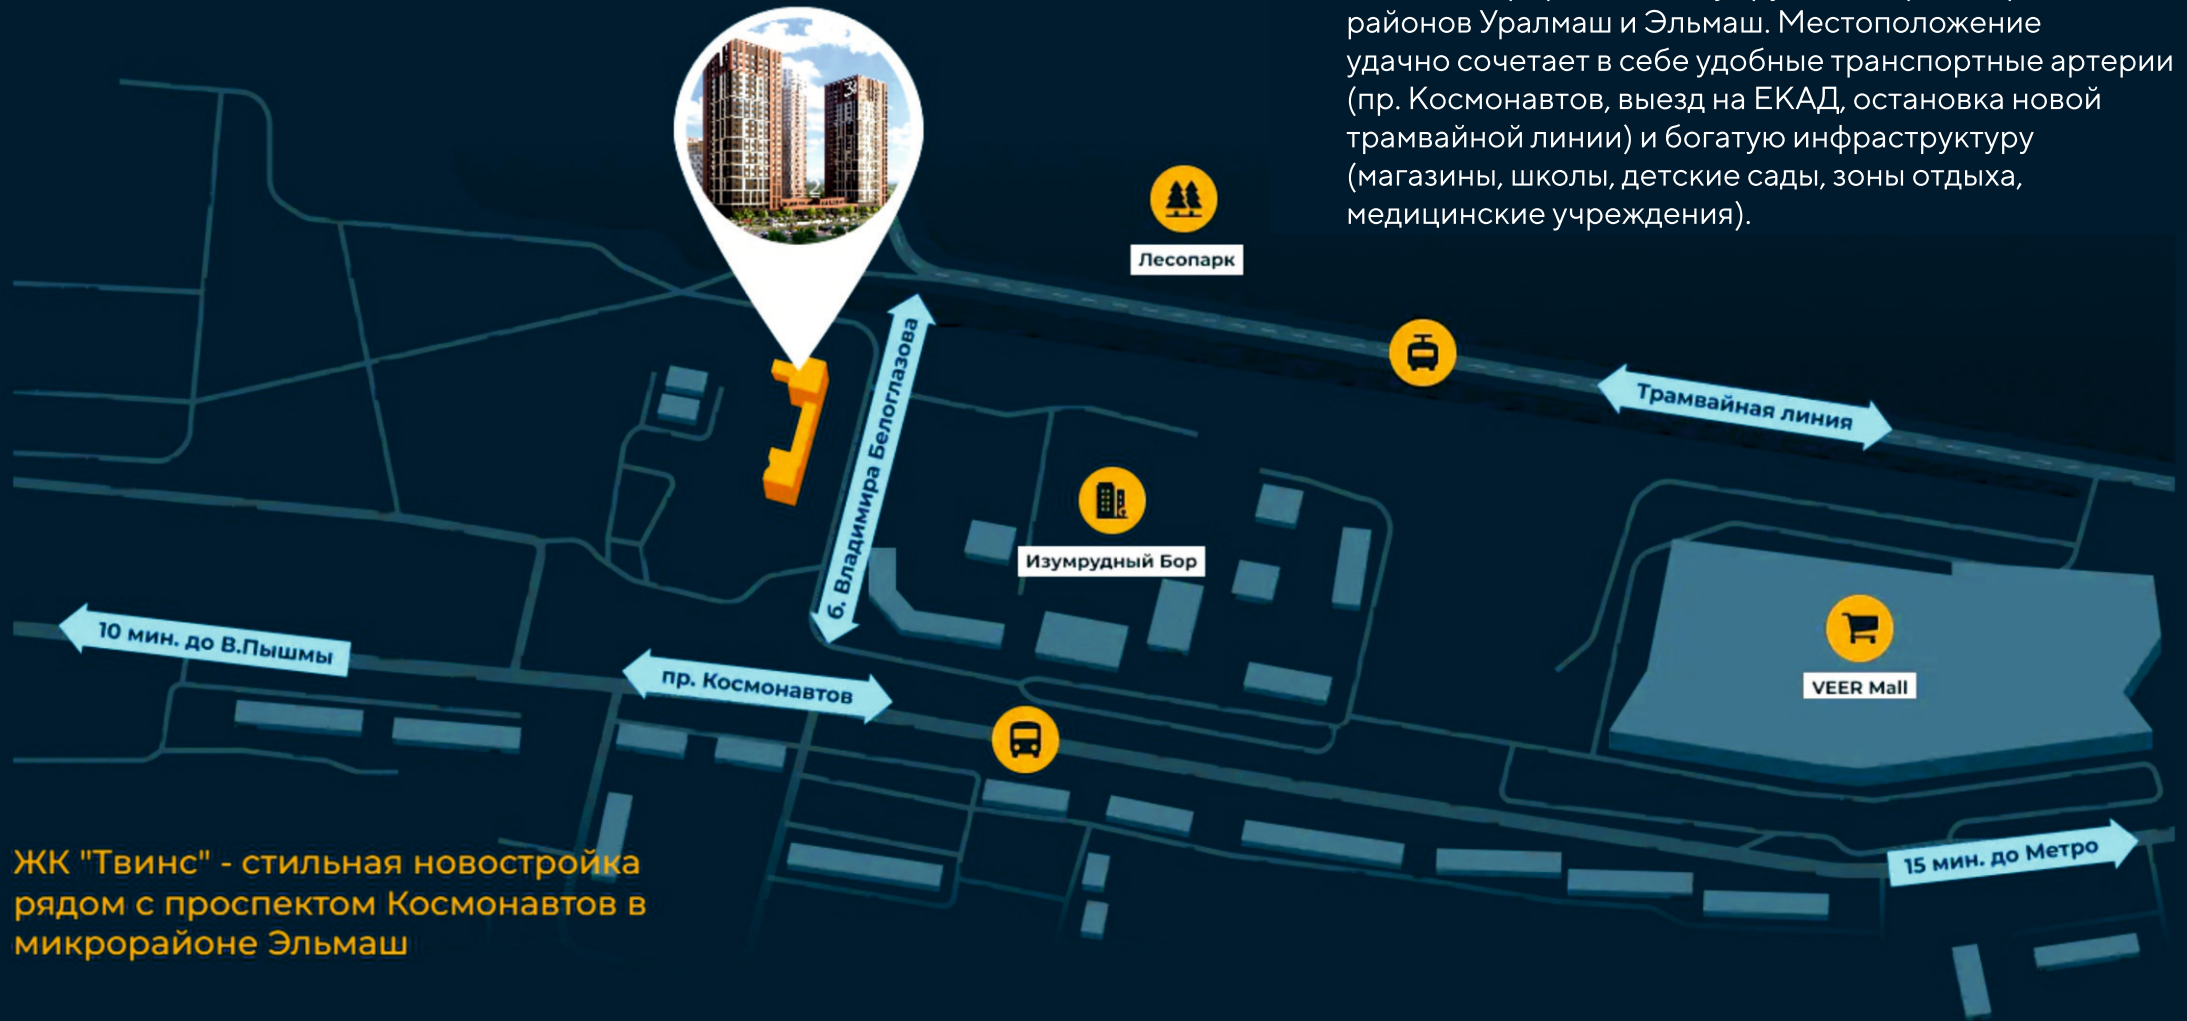 районов Уралмаш и Эльмаш. Местоположение
удачно сочетает в себе удобные транспортные артерии
(пр. Космонавтов, выезд на ЕКАД, остановка новой
трамвайной линии) и богатую инфраструктуру
(магазины, школы, детские сады, зоны отдыха,
медицинские учреждения).
Лесопарк
б. Владимира Белоглазова
Трамвайная линия
Изумрудный Бор
10 мин. до В.Пышмы
пр. Космонавтов
VEER Mall
15 мин. до Метро
ЖК "Твинс" - стильная новостройка
рядом с проспектом Космонавтов в
микрорайоне Эльмаш